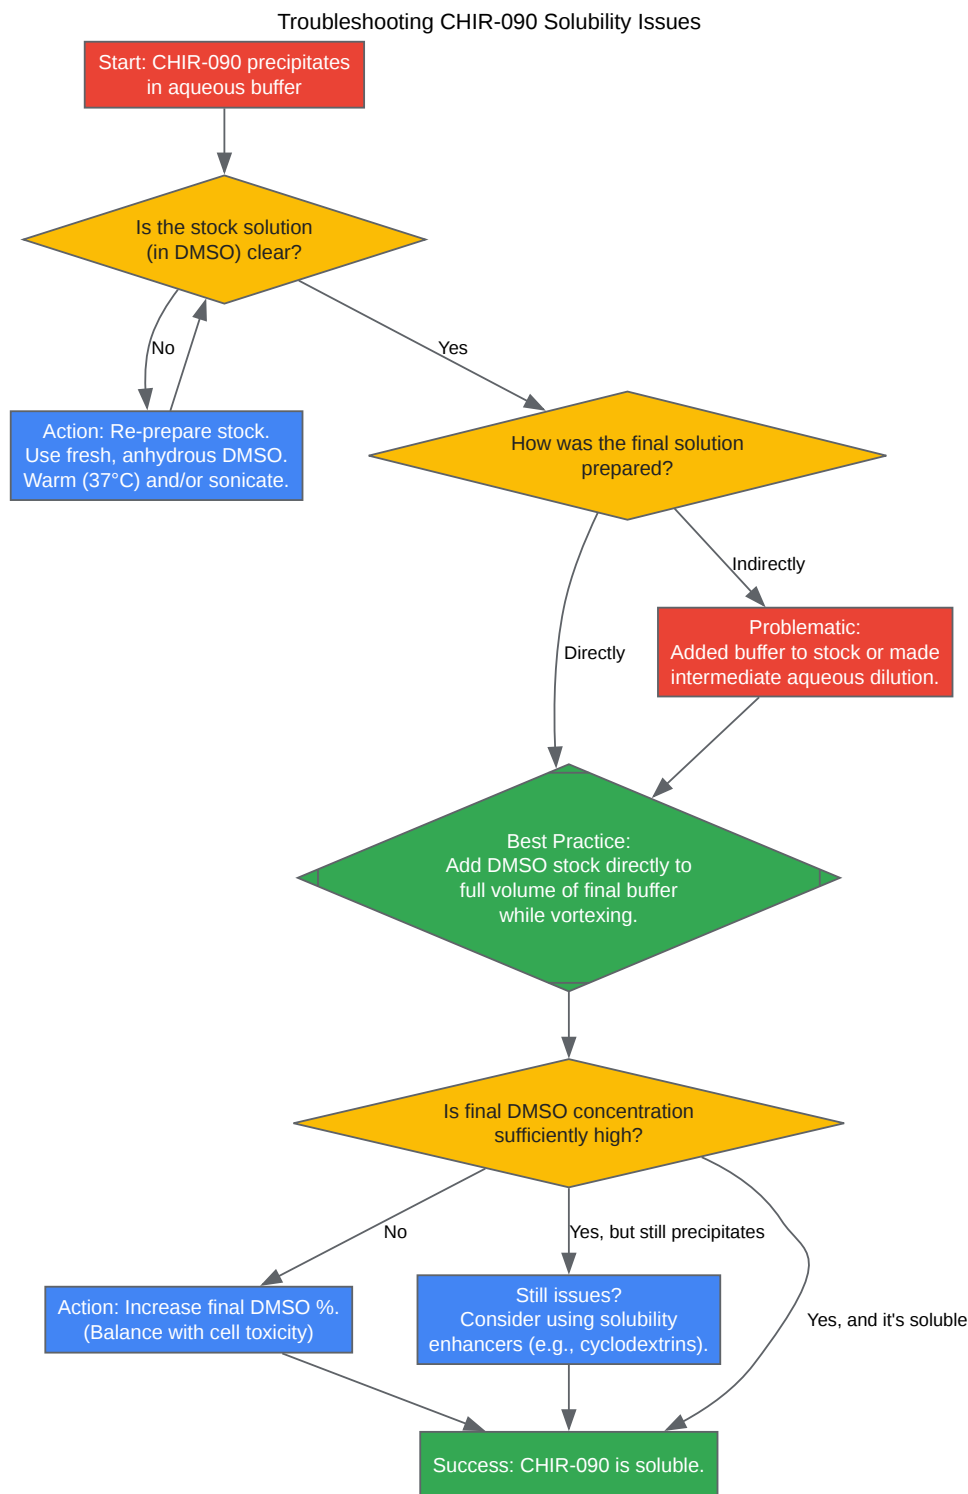 Troubleshooting CHIR-090 Solubility Issues
Start: CHIR-090 precipitates
in aqueous buffer
Is the stock solution
(in DMSO) clear?
No
Yes
Action: Re-prepare stock.
Use fresh, anhydrous DMSO.
Warm (37°C) and/or sonicate.
How was the final solution
prepared?
Indirectly
Directly
Problematic:
Added buffer to stock or made
intermediate aqueous dilution.
Best Practice:
Add DMSO stock directly to
full volume of final buffer
while vortexing.
Is final DMSO concentration
sufficiently high?
No
Yes, but still precipitates
Yes, and it's soluble
Action: Increase final DMSO %.
(Balance with cell toxicity)
Still issues?
Consider using solubility
enhancers (e.g., cyclodextrins).
Success: CHIR-090 is soluble.